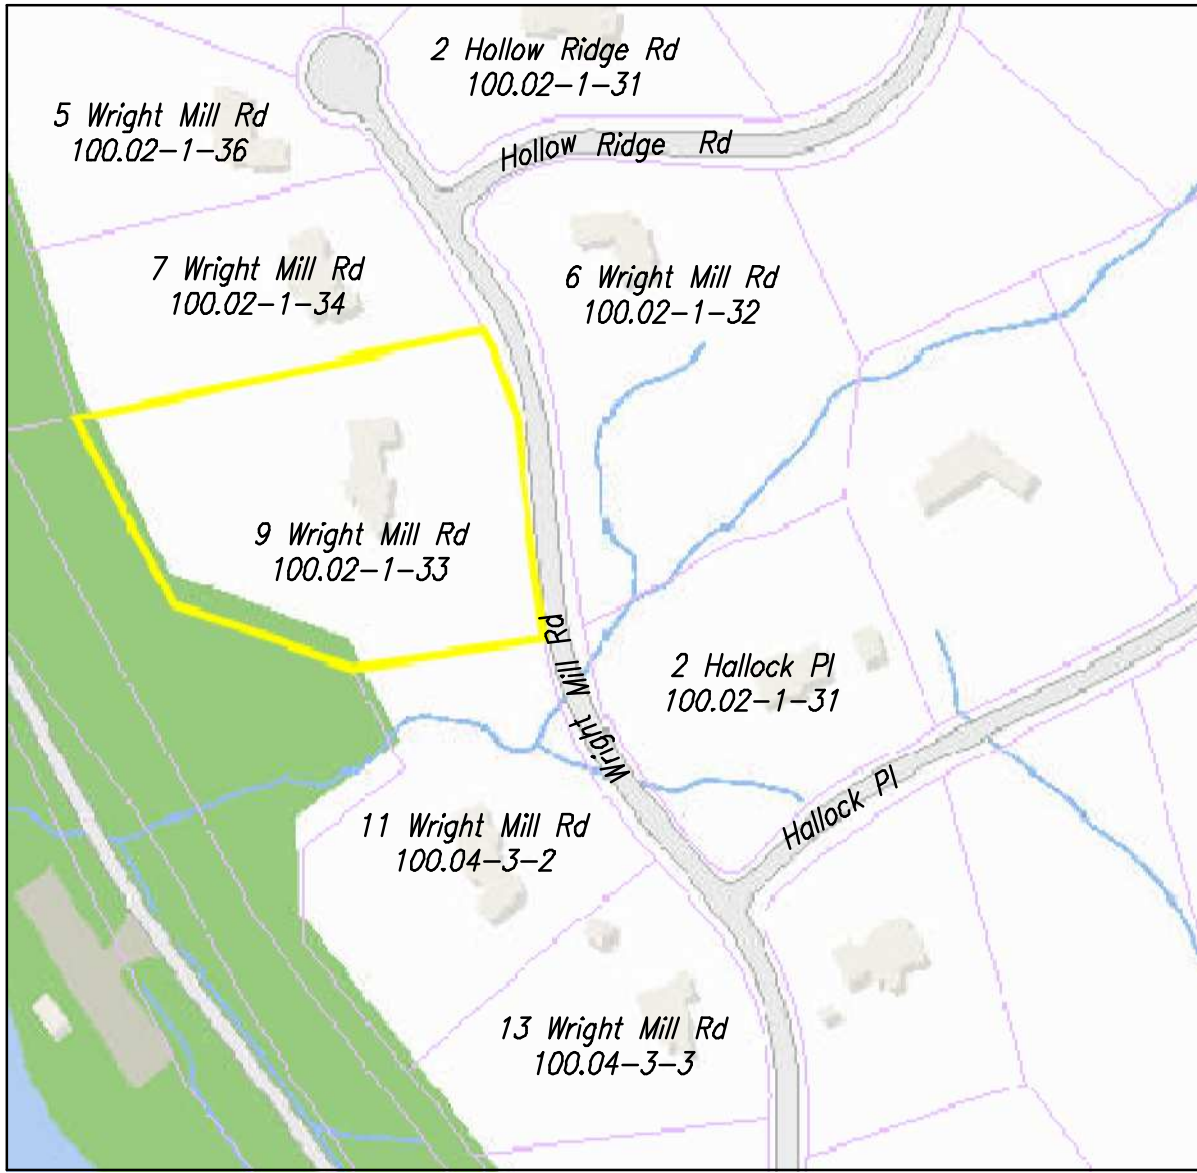 2 Hollow Ridge Rd
100.02-1-31
5 Wright Mill Rd
100.02-1-36
Hollow Ridge Rd
7 Wright Mill Rd
100.02-1-34
6 Wright Mill Rd
100.02-1-32
9 Wright Mill Rd
100.02-1-33
Wright Mill Rd
2 Hallock Pl
100.02-1-31
Hallock Pl
11 Wright Mill Rd
100.04-3-2
13 Wright Mill Rd
100.04-3-3